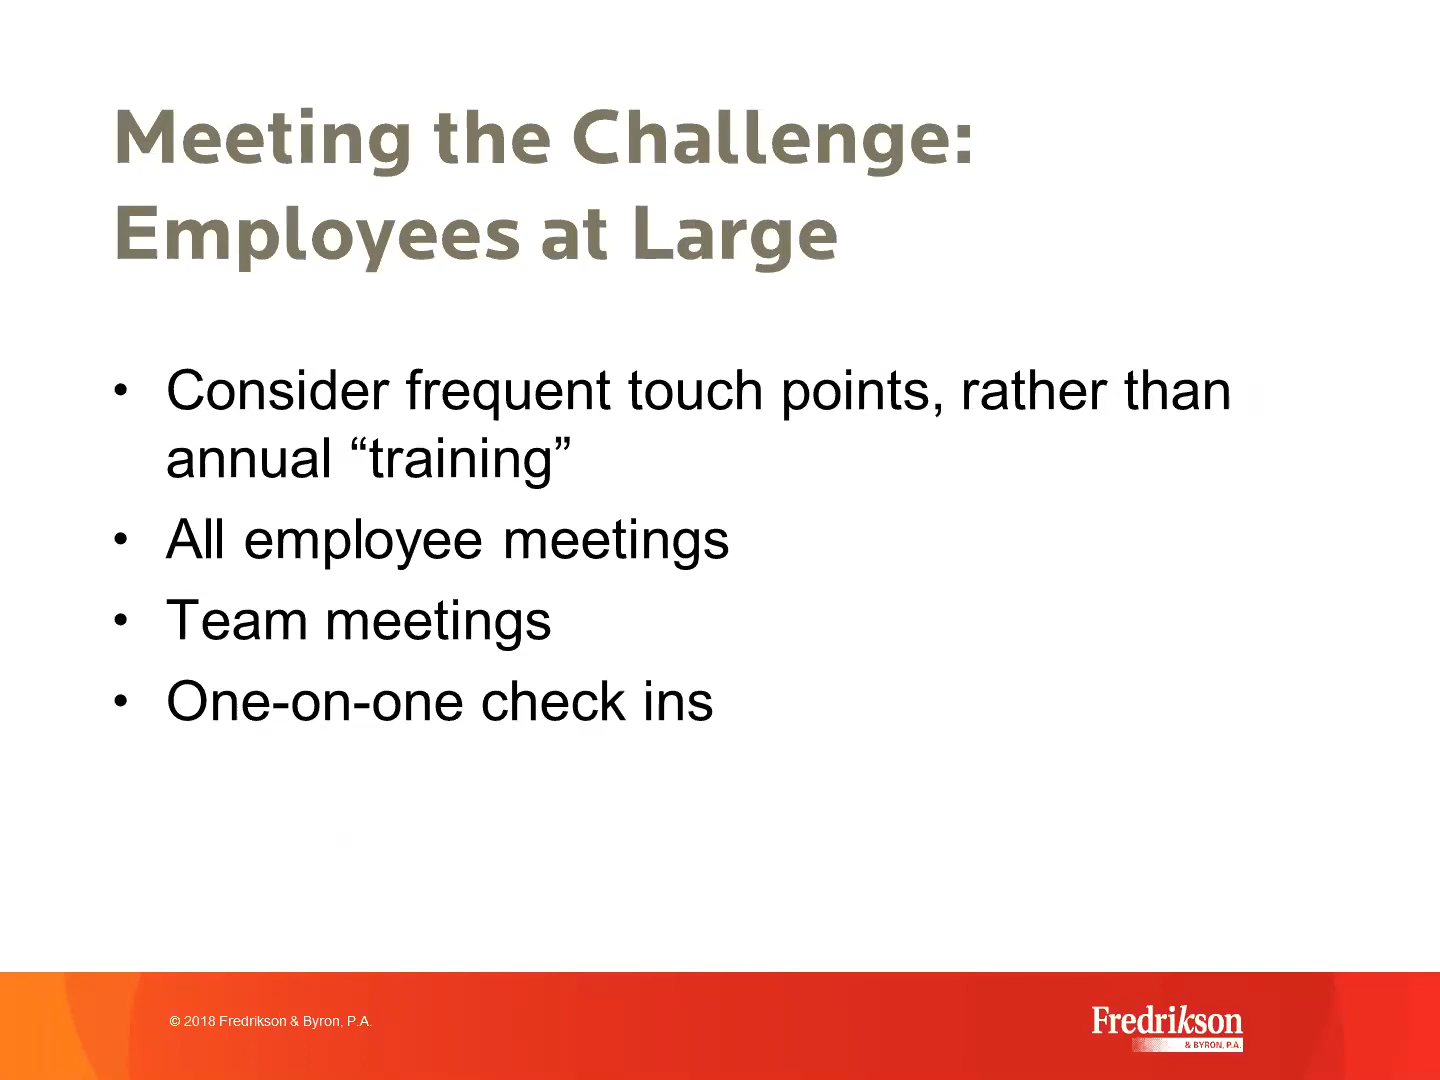 Meeting the Challenge:
Employees at Large
• Consider frequent touch points, rather than
annual “training”
• All employee meetings
• Team meetings
• One-on-one check ins
© 2018 Fredrikson & Byron, P.A.
Fredrikson
& BYRON, P.A.